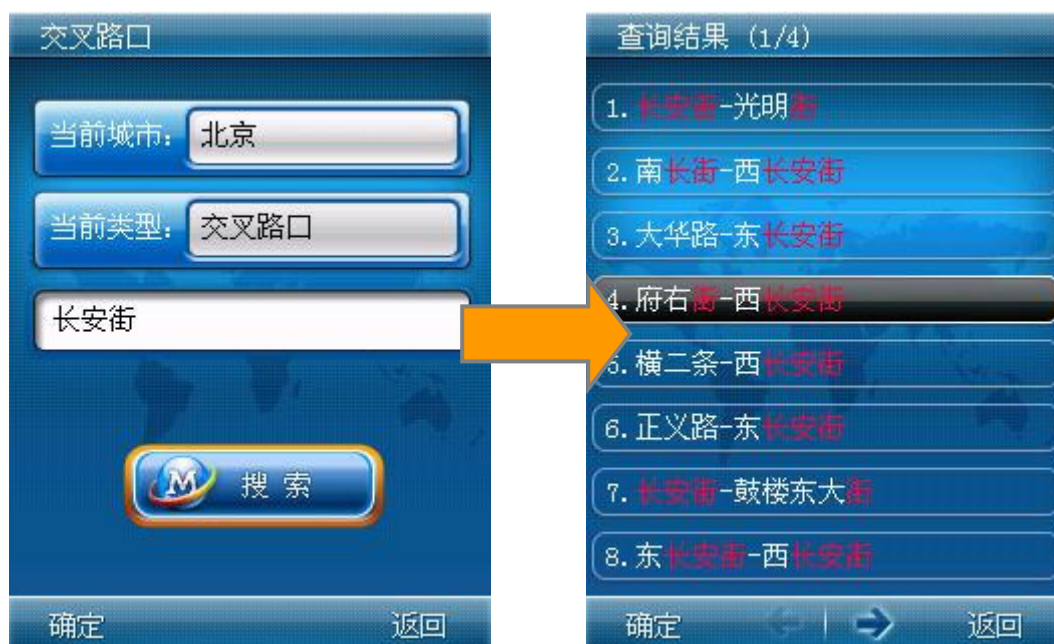 交叉路口
当前城市: 北京
当前类型: 交叉路口
长安街
M 搜 索
确定 返回
查询结果 (1/4)
1.长安街-光明街
2.南长街-西长安街
3.大华路-东长安街
4.府右街-西长安街
5.横二条-西长安街
6.正义路-东长安街
7.长安街-鼓楼东大街
8.东长安街-西长安街
确定 返回